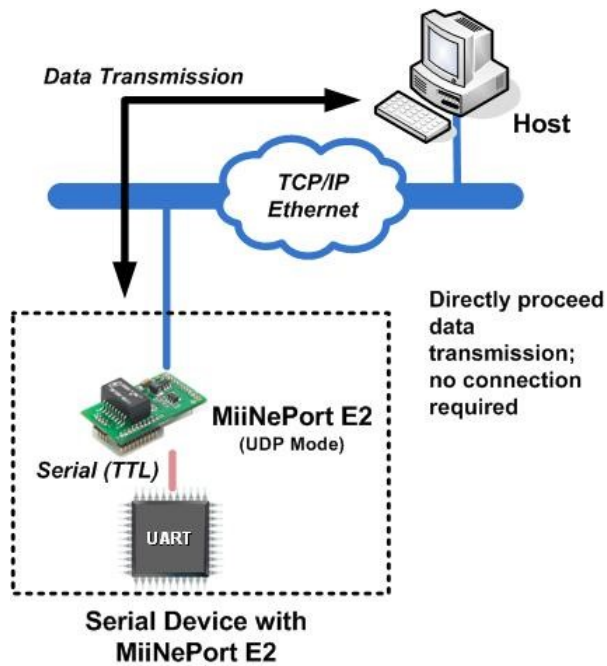 Data Transmission
Host
TCP/IP
Ethernet
Directly proceed
data
transmission;
no connection
required
MiiNePort E2
(UDP Mode)
Serial (TTL)
UART
Serial Device with
MiiNePort E2